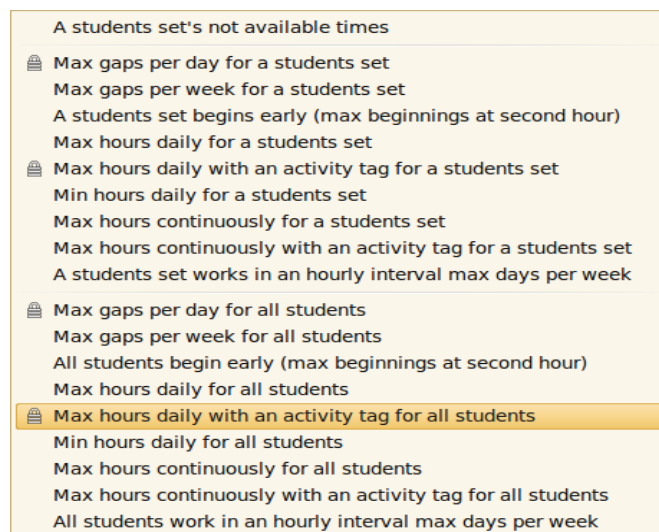 A students set's not available times
Max gaps per day for a students set
Max gaps per week for a students set
A students set begins early (max beginnings at second hour)
Max hours daily for a students set
Max hours daily with an activity tag for a students set
Min hours daily for a students set
Max hours continuously for a students set
Max hours continuously with an activity tag for a students set
A students set works in an hourly interval max days per week
Max gaps per day for all students
Max gaps per week for all students
All students begin early (max beginnings at second hour)
Max hours daily for all students
Max hours daily with an activity tag for all students
Min hours daily for all students
Max hours continuously for all students
Max hours continuously with an activity tag for all students
All students work in an hourly interval max days per week